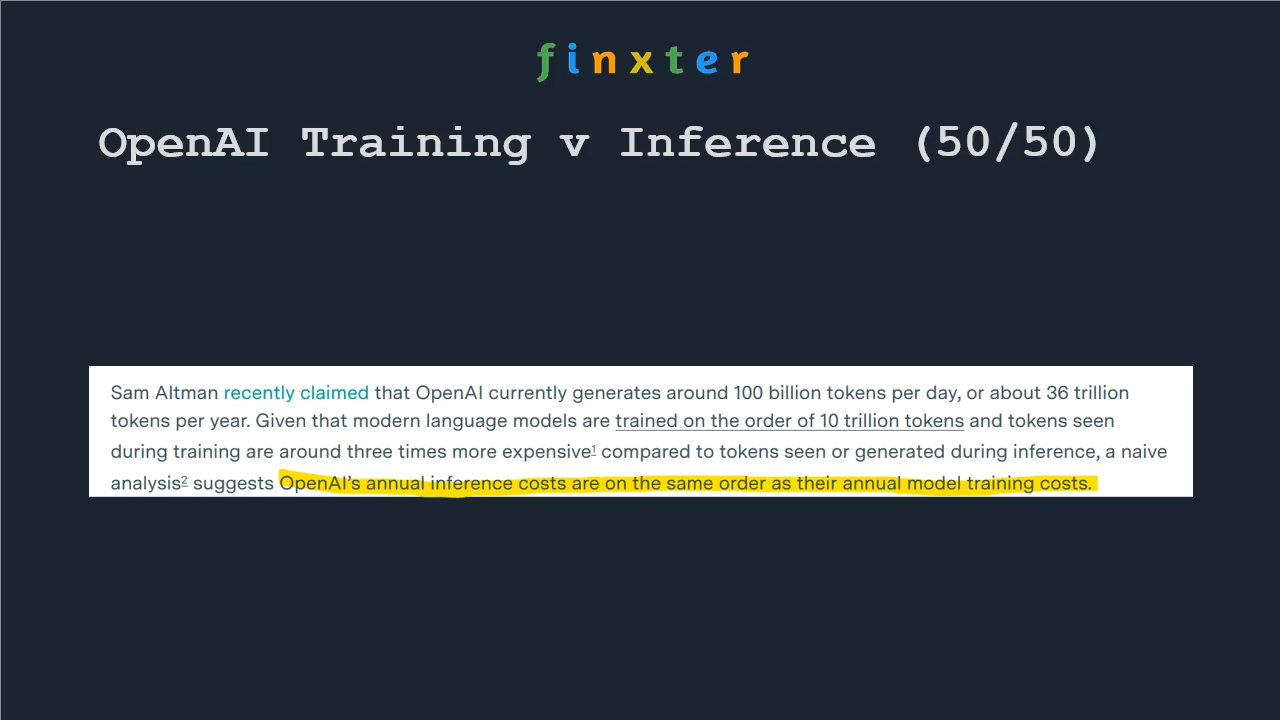 finxter
OpenAI Training v Inference (50/50)
Sam Altman recently claimed that OpenAI currently generates around 100 billion tokens per day, or about 36 trillion
tokens per year. Given that modern language models are trained on the order of 10 trillion tokens and tokens seen
during training are around three times more expensive¹ compared to tokens seen or generated during inference, a naive
analysis² suggests OpenAI’s annual inference costs are on the same order as their annual model training costs.